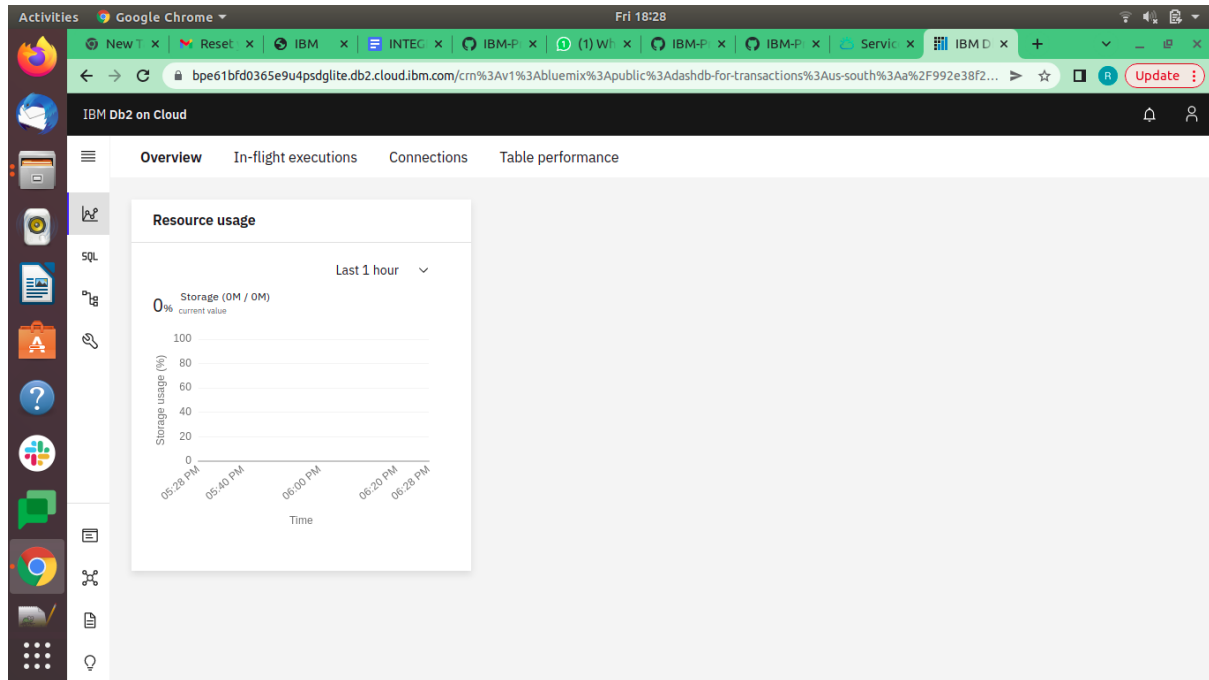 Activities Google Chrome Fri 18:28
New T Reset IBM INTEG IBM-P (1) Wh IBM-P IBM-P Servic IBM D
bpe61bfd0365e9u4psdglite.db2.cloud.ibm.com/crn%3Av1%3Abluemix%3Apublic%3Adashdb-for-transactions%3Aus-south%3Aa%2F992e38f2... R Update
IBM Db2 on Cloud
Overview In-flight executions Connections Table performance
Resource usage
SQL
Last 1 hour
0% Storage (0M / 0M)
current value
100
80
60
40
20
0
Storage usage (%)
05:28 PM 05:40 PM 06:00 PM 06:20 PM 06:28 PM
Time